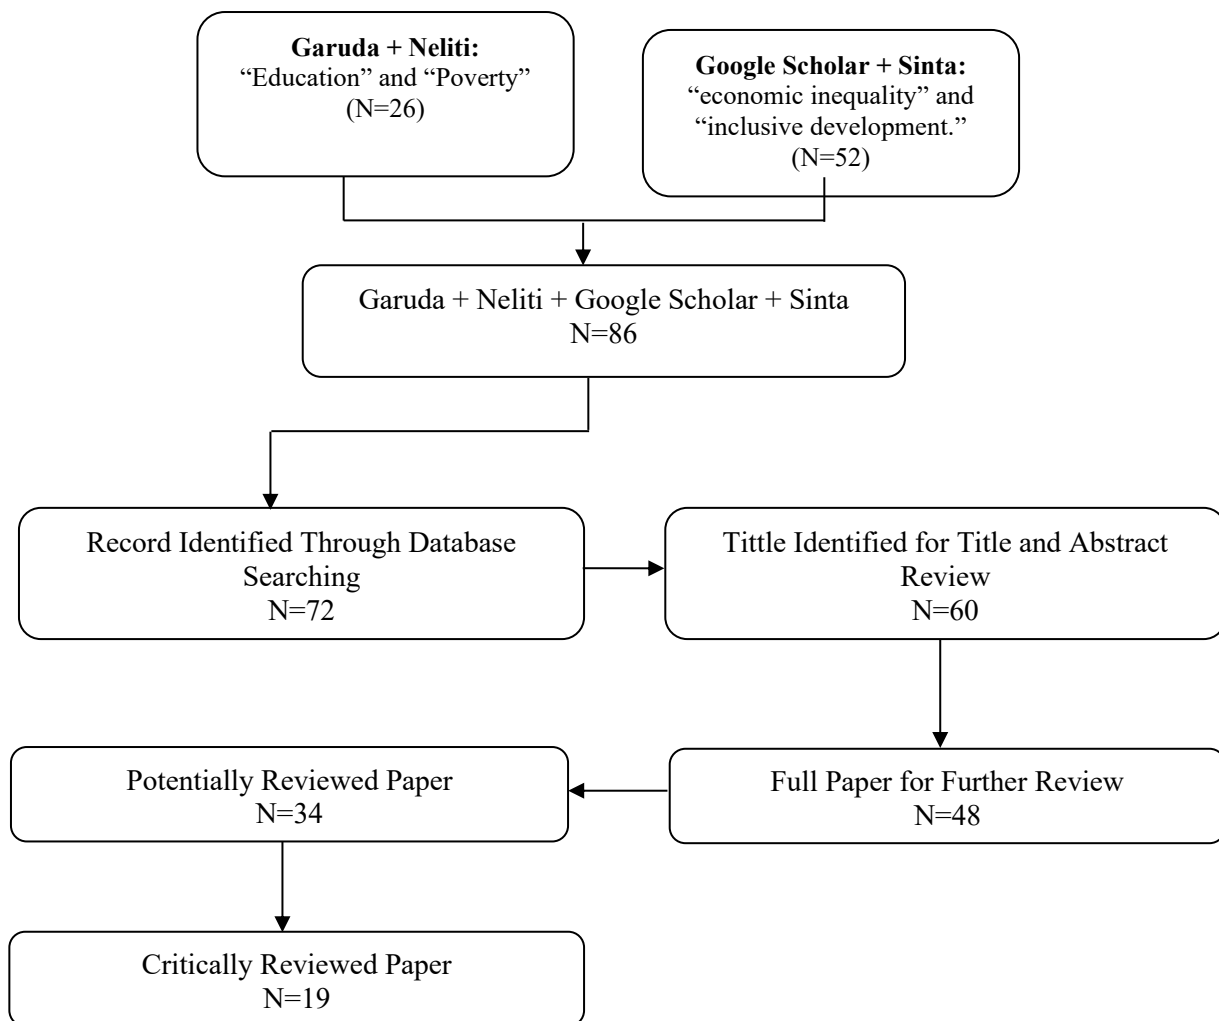 Garuda + Neliti:
“Education” and “Poverty”
(N=26)
Google Scholar + Sinta:
“economic inequality” and
“inclusive development.”
(N=52)
Garuda + Neliti + Google Scholar + Sinta
N=86
Record Identified Through Database
Searching
N=72
Tittle Identified for Title and Abstract
Review
N=60
Potentially Reviewed Paper
N=34
Full Paper for Further Review
N=48
Critically Reviewed Paper
N=19